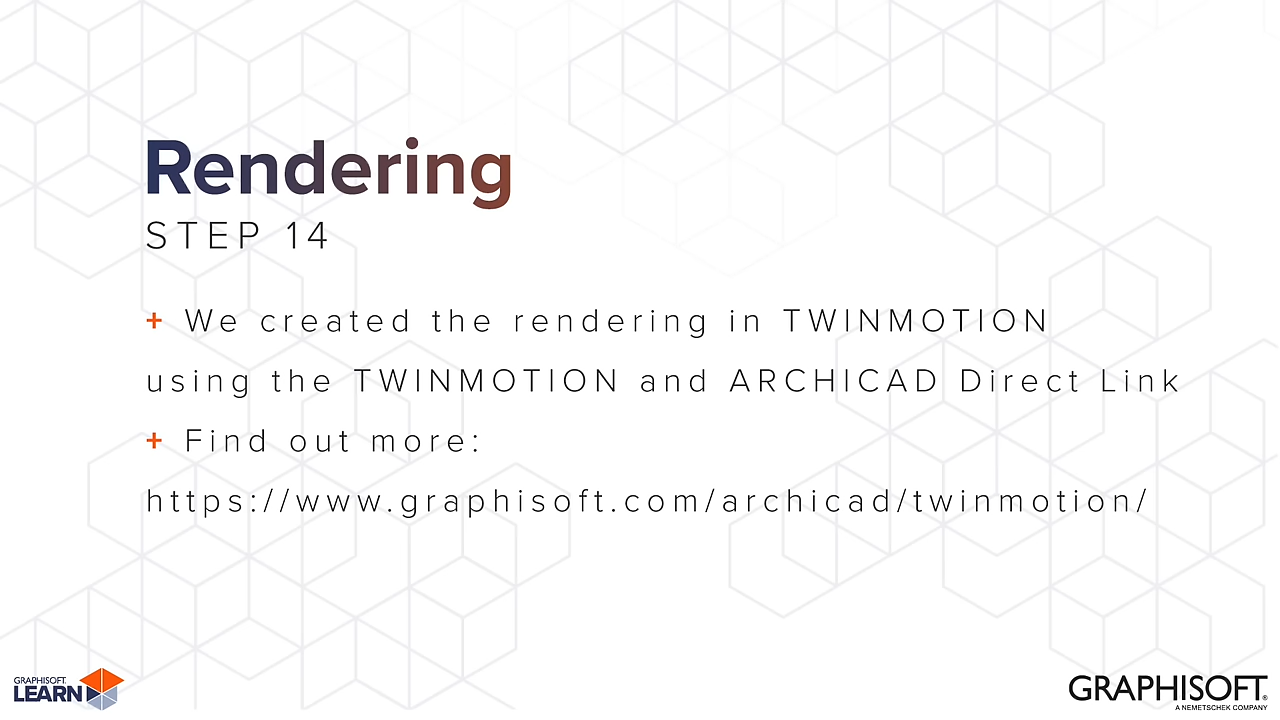 Rendering
STEP 14
+ We created the rendering in TWINMOTION
using the TWINMOTION and ARCHICAD Direct Link
+ Find out more:
https://www.graphisoft.com/archicad/twinmotion/
GRAPHISOFT.
LEARN
GRAPHISOFT®
A NEMETSCHEK COMPANY